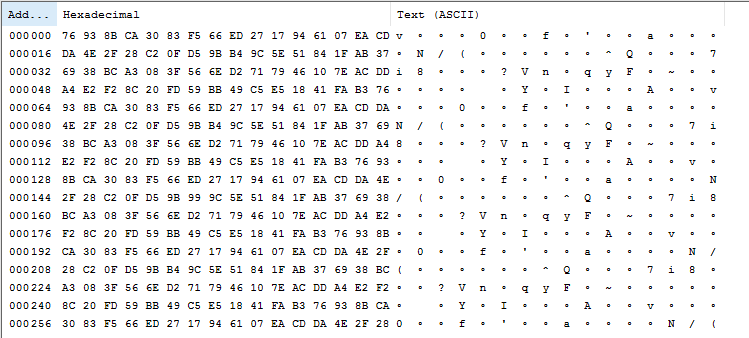 Add... Hexadecimal Text (ASCII)
000000 76 93 8B CA 30 83 F5 66 ED 27 17 94 61 07 EA CD v ∘ ∘ ∘ 0 ∘ ∘ f ∘ ' ∘ ∘ a ∘ ∘ ∘
000016 DA 4E 2F 28 C2 0F D5 9B B4 9C 5E 51 84 1F AB 37 ∘ N / ( ∘ ∘ ∘ ∘ ∘ ∘ ^ Q ∘ ∘ ∘ 7
000032 69 38 BC A3 08 3F 56 6E D2 71 79 46 10 7E AC DD i 8 ∘ ∘ ∘ ? V n ∘ q y F ∘ ~ ∘ ∘
000048 A4 E2 F2 8C 20 FD 59 BB 49 C5 E5 18 41 FA B3 76 ∘ ∘ ∘ ∘   ∘ Y ∘ I ∘ ∘ ∘ A ∘ ∘ v
000064 93 8B CA 30 83 F5 66 ED 27 17 94 61 07 EA CD DA ∘ ∘ ∘ 0 ∘ ∘ f ∘ ' ∘ ∘ a ∘ ∘ ∘ ∘
000080 4E 2F 28 C2 0F D5 9B B4 9C 5E 51 84 1F AB 37 69 N / ( ∘ ∘ ∘ ∘ ∘ ∘ ^ Q ∘ ∘ ∘ 7 i
000096 38 BC A3 08 3F 56 6E D2 71 79 46 10 7E AC DD A4 8 ∘ ∘ ∘ ? V n ∘ q y F ∘ ~ ∘ ∘ ∘
000112 E2 F2 8C 20 FD 59 BB 49 C5 E5 18 41 FA B3 76 93 ∘ ∘ ∘   ∘ Y ∘ I ∘ ∘ ∘ A ∘ ∘ v ∘
000128 8B CA 30 83 F5 66 ED 27 17 94 61 07 EA CD DA 4E ∘ ∘ 0 ∘ ∘ f ∘ ' ∘ ∘ a ∘ ∘ ∘ ∘ N
000144 2F 28 C2 0F D5 9B 99 9C 5E 51 84 1F AB 37 69 38 / ( ∘ ∘ ∘ ∘ ∘ ∘ ^ Q ∘ ∘ ∘ 7 i 8
000160 BC A3 08 3F 56 6E D2 71 79 46 10 7E AC DD A4 E2 ∘ ∘ ∘ ? V n ∘ q y F ∘ ~ ∘ ∘ ∘ ∘
000176 F2 8C 20 FD 59 BB 49 C5 E5 18 41 FA B3 76 93 8B ∘ ∘   ∘ Y ∘ I ∘ ∘ ∘ A ∘ ∘ v ∘ ∘
000192 CA 30 83 F5 66 ED 27 17 94 61 07 EA CD DA 4E 2F ∘ 0 ∘ ∘ f ∘ ' ∘ ∘ a ∘ ∘ ∘ ∘ N /
000208 28 C2 0F D5 9B B4 9C 5E 51 84 1F AB 37 69 38 BC ( ∘ ∘ ∘ ∘ ∘ ∘ ^ Q ∘ ∘ ∘ 7 i 8 ∘
000224 A3 08 3F 56 6E D2 71 79 46 10 7E AC DD A4 E2 F2 ∘ ∘ ? V n ∘ q y F ∘ ~ ∘ ∘ ∘ ∘ ∘
000240 8C 20 FD 59 BB 49 C5 E5 18 41 FA B3 76 93 8B CA ∘   ∘ Y ∘ I ∘ ∘ ∘ A ∘ ∘ v ∘ ∘ ∘
000256 30 83 F5 66 ED 27 17 94 61 07 EA CD DA 4E 2F 28 0 ∘ ∘ f ∘ ' ∘ ∘ a ∘ ∘ ∘ ∘ N / (